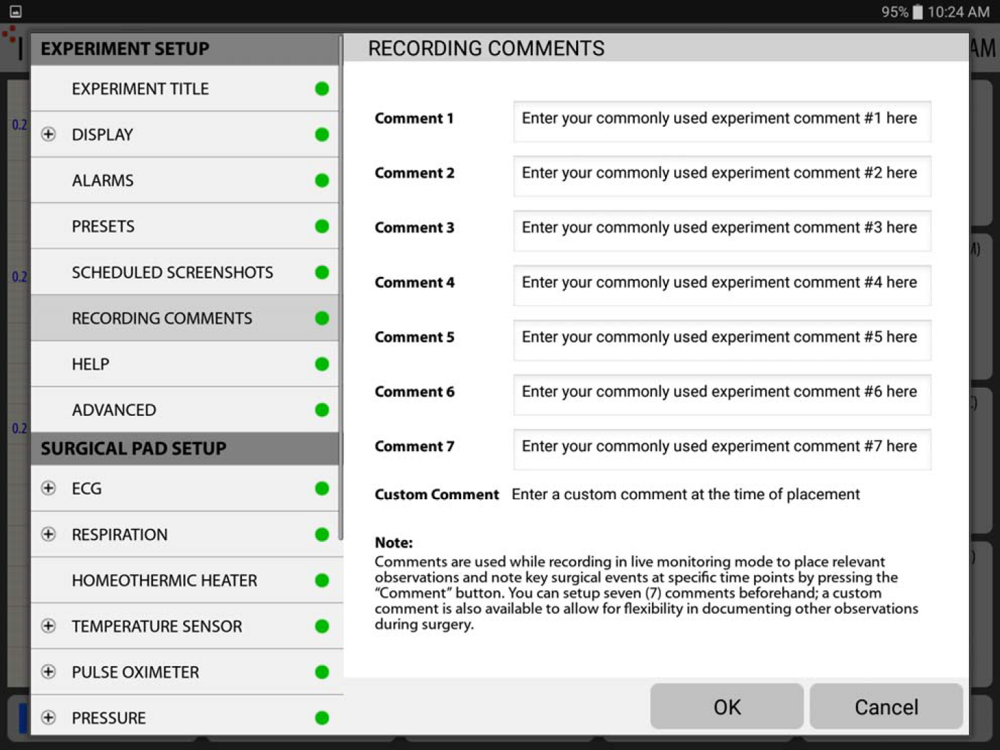 95% 10:24 AM
AM
EXPERIMENT SETUP
EXPERIMENT TITLE
DISPLAY
ALARMS
PRESETS
SCHEDULED SCREENSHOTS
RECORDING COMMENTS
HELP
ADVANCED
SURGICAL PAD SETUP
ECG
RESPIRATION
HOMEOTHERMIC HEATER
TEMPERATURE SENSOR
PULSE OXIMETER
PRESSURE
0.2
0.2
0.2
RECORDING COMMENTS
Comment 1 Enter your commonly used experiment comment #1 here
Comment 2 Enter your commonly used experiment comment #2 here
Comment 3 Enter your commonly used experiment comment #3 here
Comment 4 Enter your commonly used experiment comment #4 here
Comment 5 Enter your commonly used experiment comment #5 here
Comment 6 Enter your commonly used experiment comment #6 here
Comment 7 Enter your commonly used experiment comment #7 here
Custom Comment Enter a custom comment at the time of placement
Note:
Comments are used while recording in live monitoring mode to place relevant
observations and note key surgical events at specific time points by pressing the
“Comment” button. You can setup seven (7) comments beforehand; a custom
comment is also available to allow for flexibility in documenting other observations
during surgery.
OK Cancel